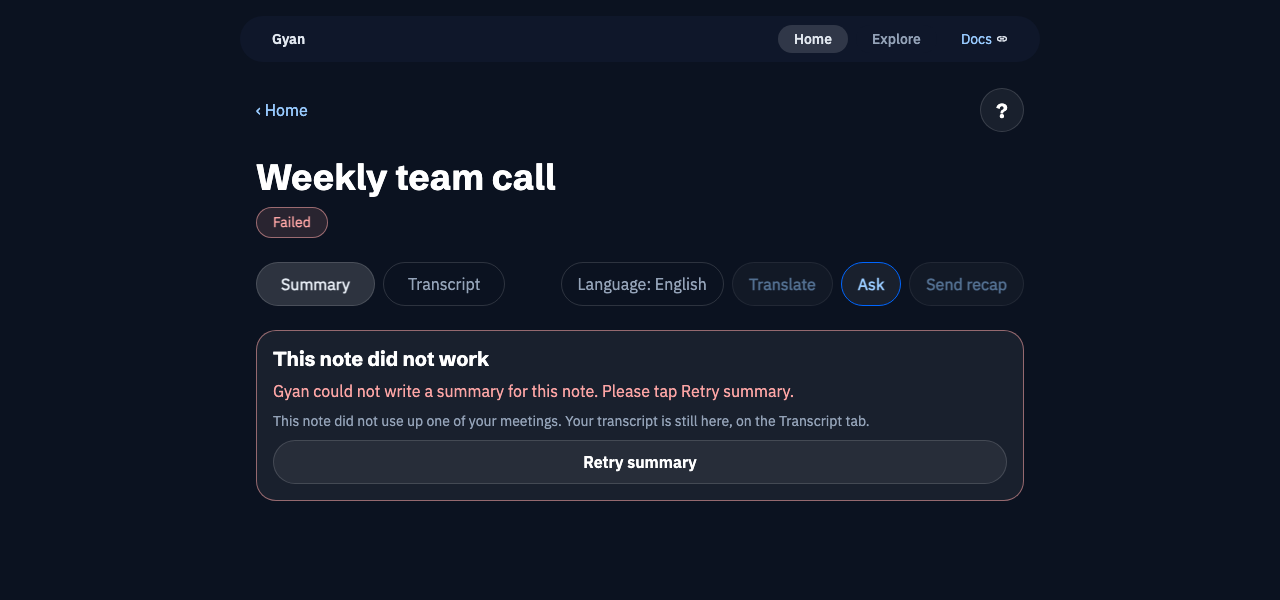 Gyan
Home
Explore
Docs
‹ Home
?
Weekly team call
Failed
Summary
Transcript
Language: English
Translate
Ask
Send recap
This note did not work
Gyan could not write a summary for this note. Please tap Retry summary.
This note did not use up one of your meetings. Your transcript is still here, on the Transcript tab.
Retry summary